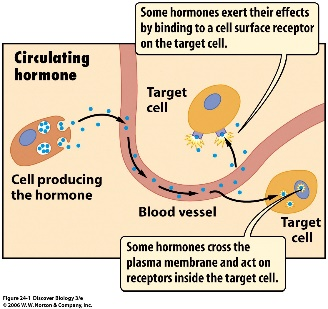 Some hormones exert their effects
by binding to a cell surface receptor
on the target cell.
Circulating
hormone
Target
cell
Cell producing
the hormone
Blood vessel
Target
cell
Some hormones cross the
plasma membrane and act on
receptors inside the target cell.
Figure 24-1 Discover Biology 3/e
© 2006 W. W. Norton & Company, Inc.